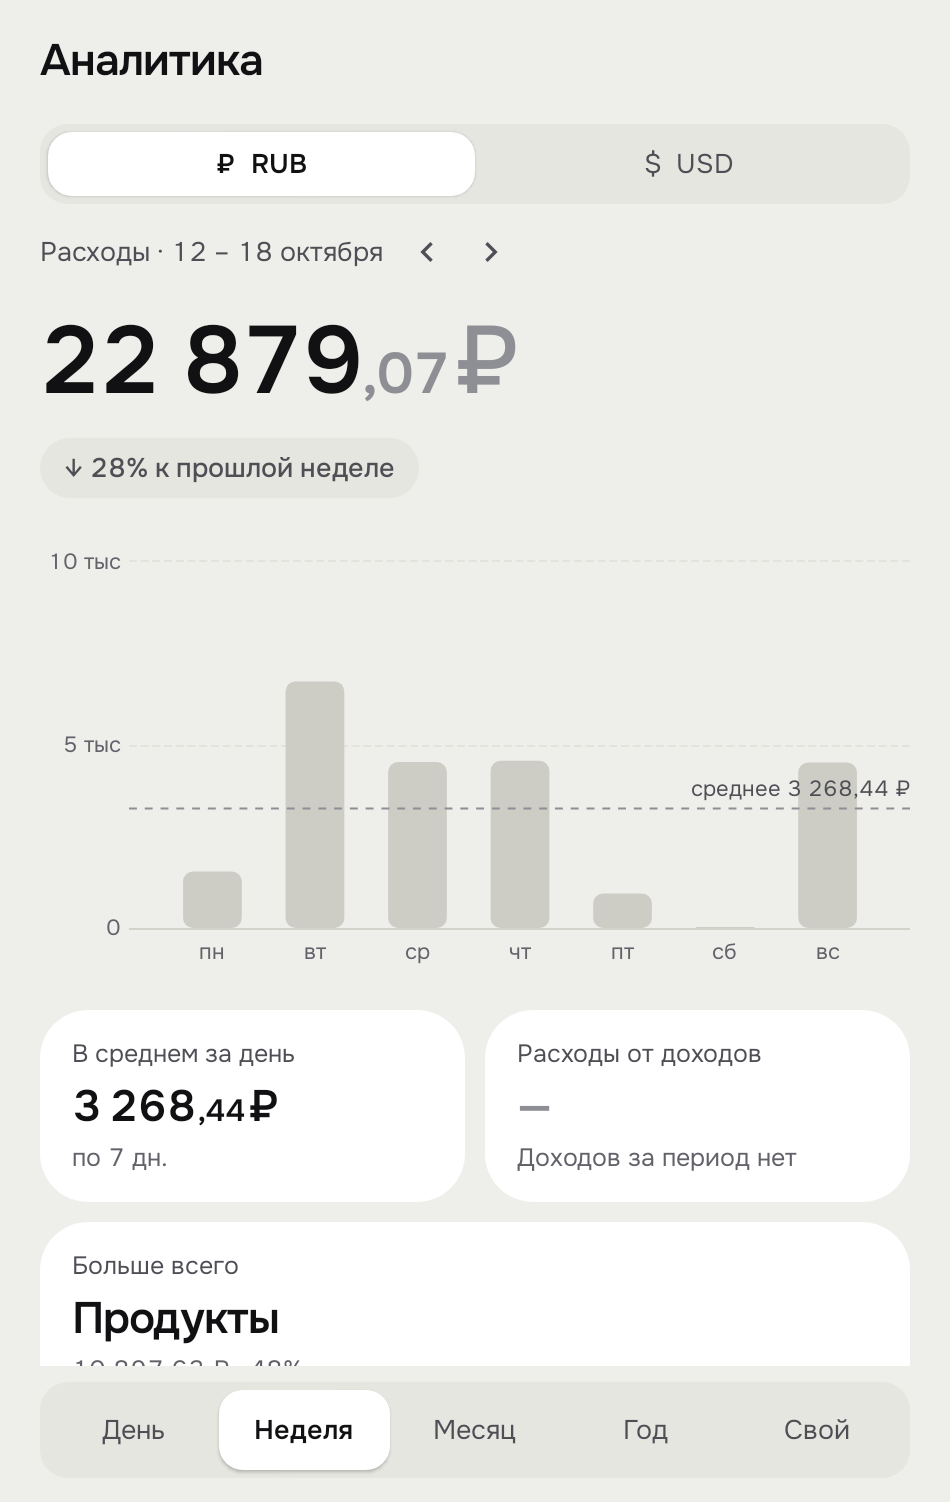 Аналитика
₽ RUB
$ USD
Расходы · 12 – 18 октября
22 879,07 ₽
↓ 28% к прошлой неделе
10 тыс
5 тыс
среднее 3 268,44 ₽
0
пн вт ср чт пт сб вс
В среднем за день
3 268,44 ₽
по 7 дн.
Расходы от доходов
—
Доходов за период нет
Больше всего
Продукты
День Неделя Месяц Год Свой